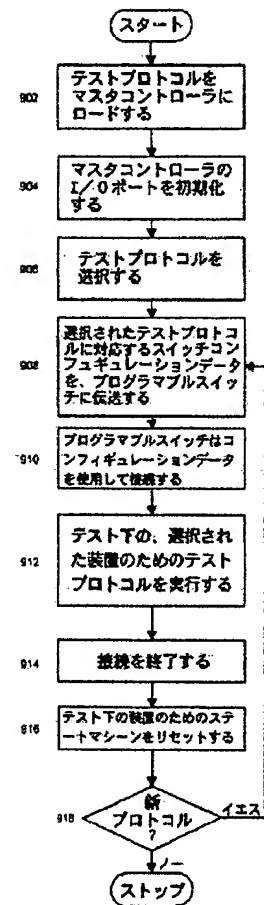 スタート
902
テストプロトコルを
マスタコントローラに
ロードする
904
マスタコントローラの
I/Oポートを初期化
する
906
テストプロトコルを
選択する
908
選択されたテストプロトコ
ルに対応するスイッチコン
フュギュレーションデータ
を、プログラマブルスイッ
チに伝送する
910
プログラマブルスイッチはコ
ンフィギュレーションデータ
を使用して接続する
912
テスト下の、選択され
た装置のためのテスト
プロトコルを実行する
914
接続を終了する
916
テスト下の装置のためのステ
ートマシーンをリセットする
918
新
プロトコル
?
イエス
ノー
ストップ